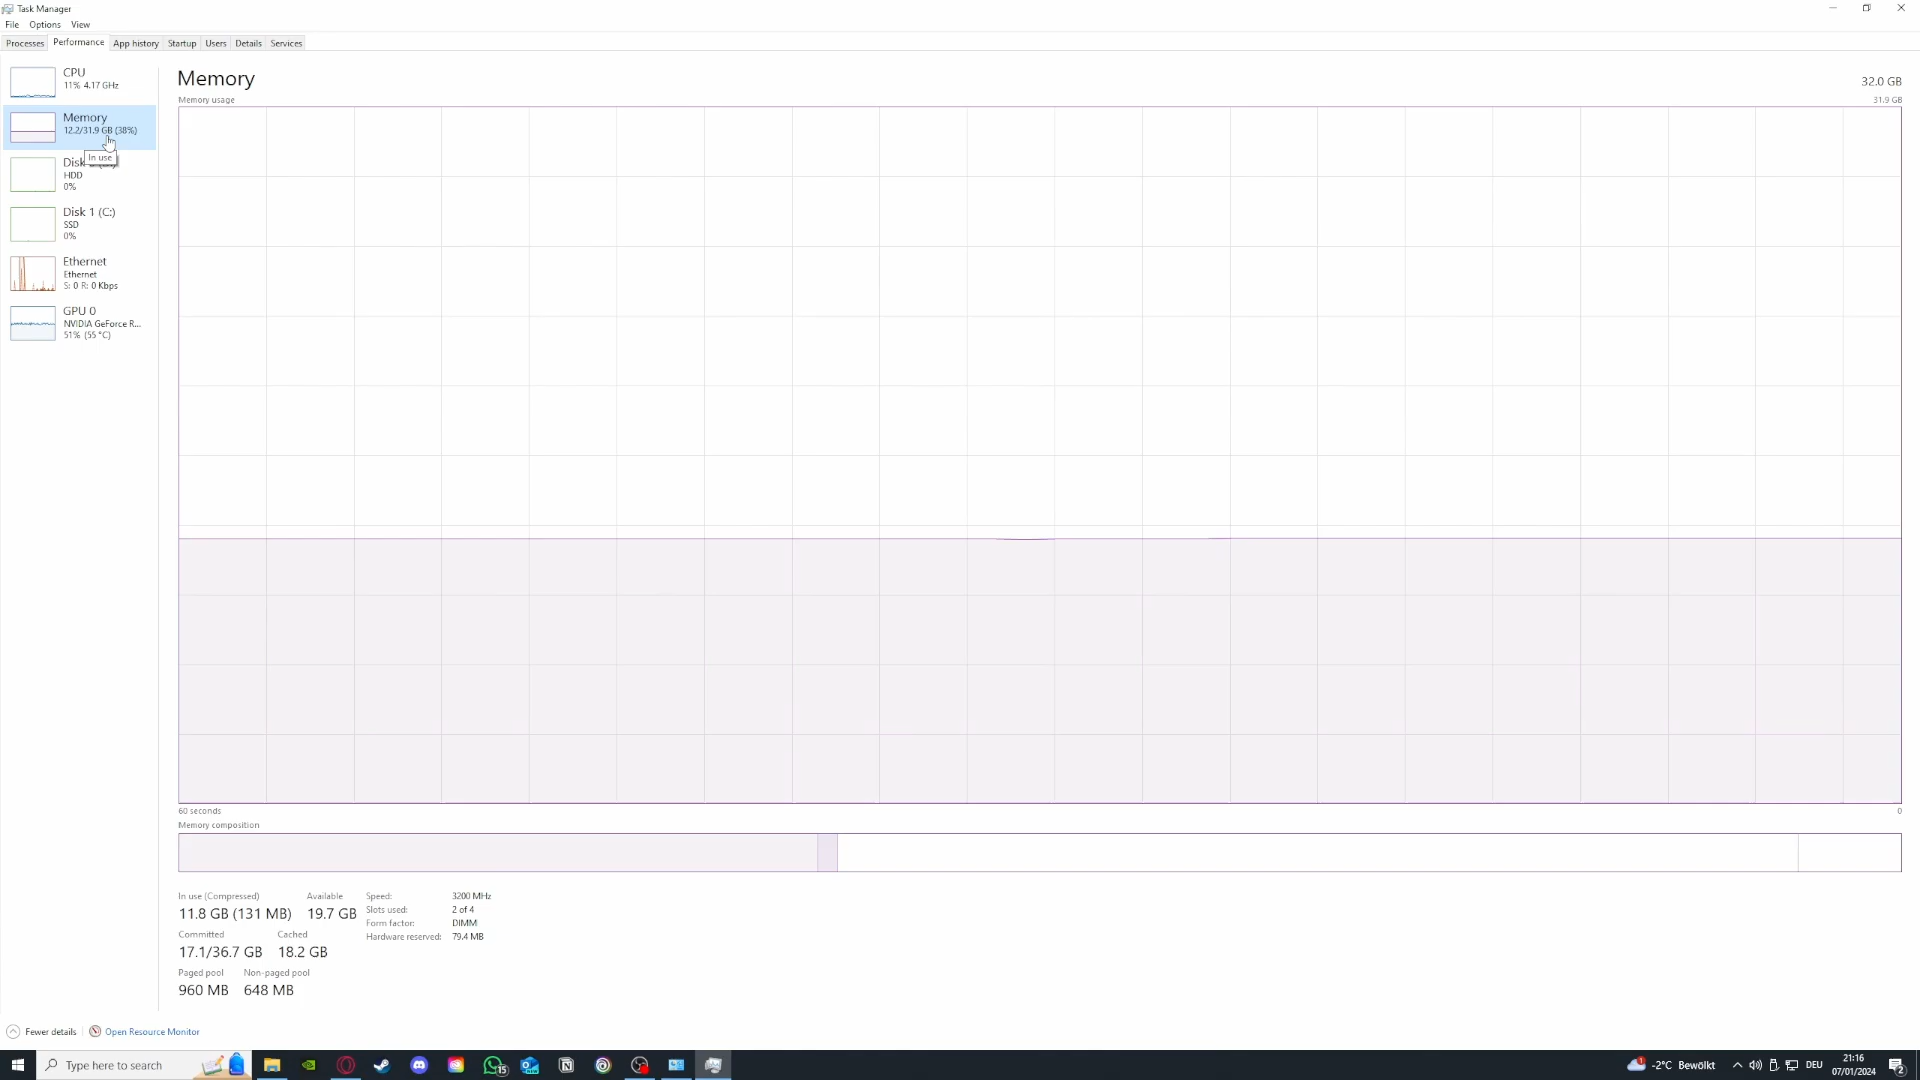 Task Manager
File Options View
Processes Performance App history Startup Users Details Services
CPU
11% 4.17 GHz
Memory
12.2/31.9 GB (38%)
In use
Disk
HDD
0%
Disk 1 (C:)
SSD
0%
Ethernet
Ethernet
S: 0 R: 0 Kbps
GPU 0
NVIDIA GeForce R...
51% (55 °C)
Memory 32.0 GB
Memory usage 31.9 GB
60 seconds 0
Memory composition
In use (Compressed) Available
11.8 GB (131 MB) 19.7 GB
Committed Cached
17.1/36.7 GB 18.2 GB
Paged pool Non-paged pool
960 MB 648 MB
Speed: 3200 MHz
Slots used: 2 of 4
Form factor: DIMM
Hardware reserved: 79.4 MB
Fewer details Open Resource Monitor
Type here to search
15
1 -2°C Bewölkt DEU 21:16
07/01/2024
2